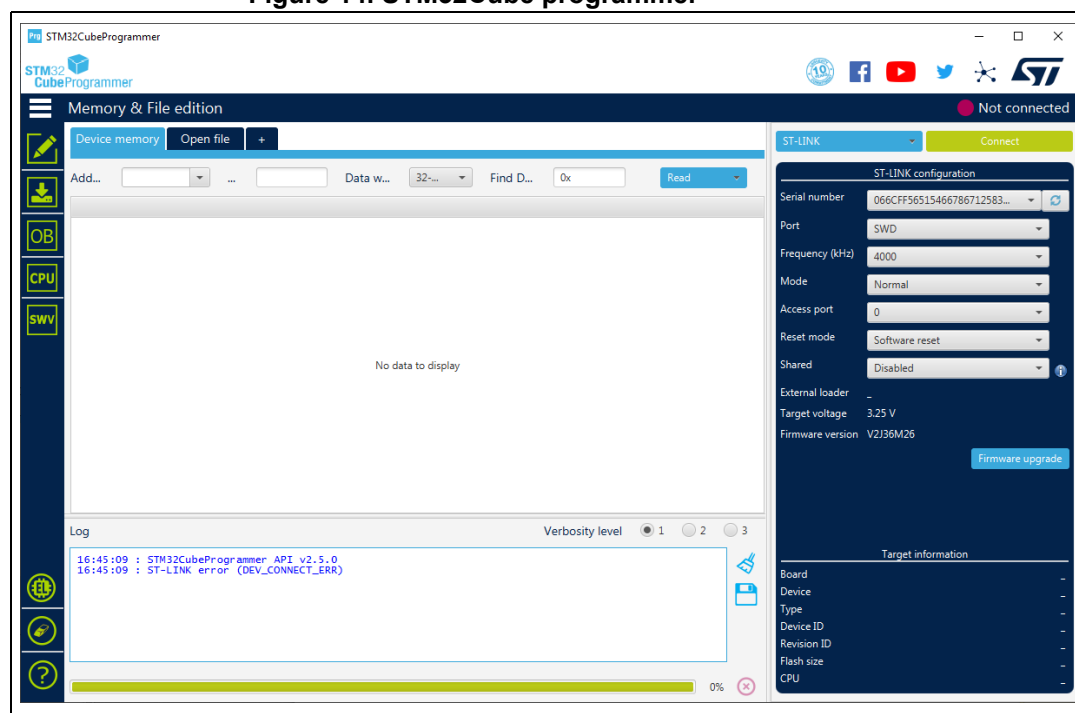 Prg STM32CubeProgrammer
STM32
CubeProgrammer
Memory & File edition
Not connected
Device memory Open file +
ST-LINK Connect
Add... ... Data w... 32-... Find D... 0x Read
ST-LINK configuration
Serial number 066CFF56515466786712583...
Port SWD
Frequency (kHz) 4000
Mode Normal
Access port 0
Reset mode Software reset
Shared Disabled
External loader _
Target voltage 3.25 V
Firmware version V2J36M26
Firmware upgrade
OB
CPU
SWV
No data to display
Log Verbosity level 1 2 3
16:45:09 : STM32CubeProgrammer API v2.5.0
16:45:09 : ST-LINK error (DEV_CONNECT_ERR)
Target information
Board _
Device _
Type _
Device ID _
Revision ID _
Flash size _
CPU _
0%